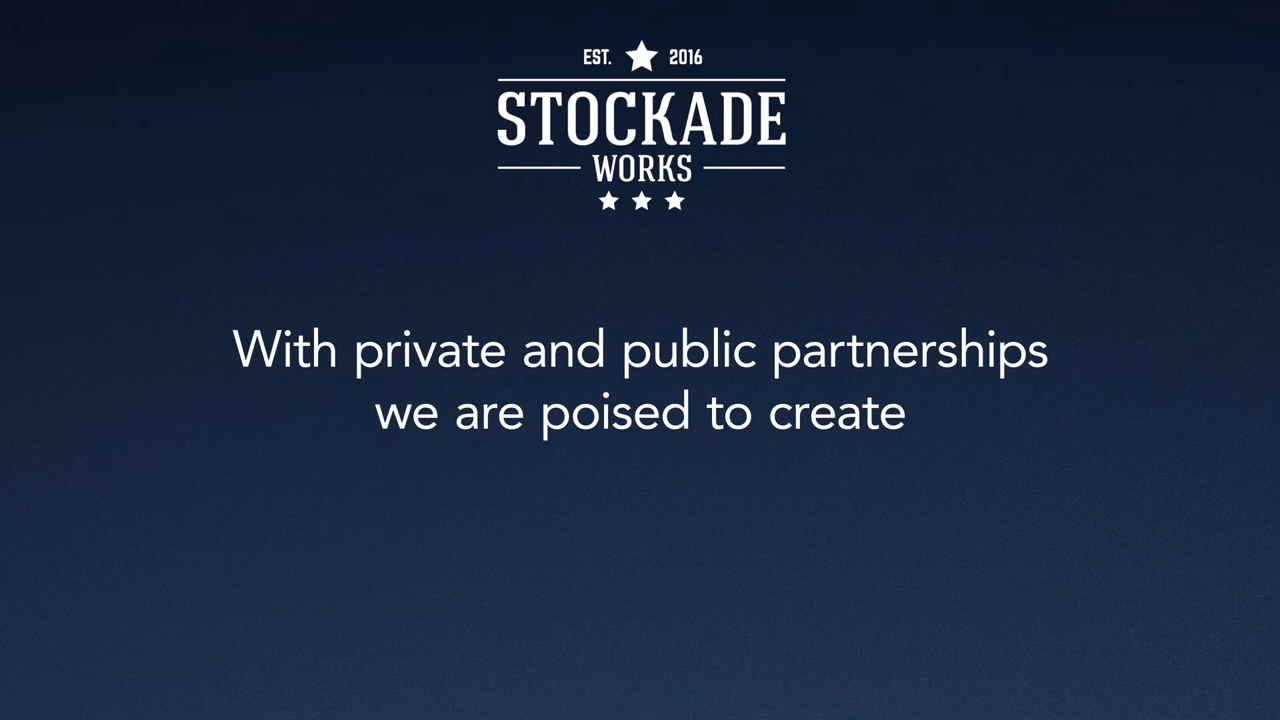 EST. 2016
STOCKADE
WORKS
With private and public partnerships
we are poised to create